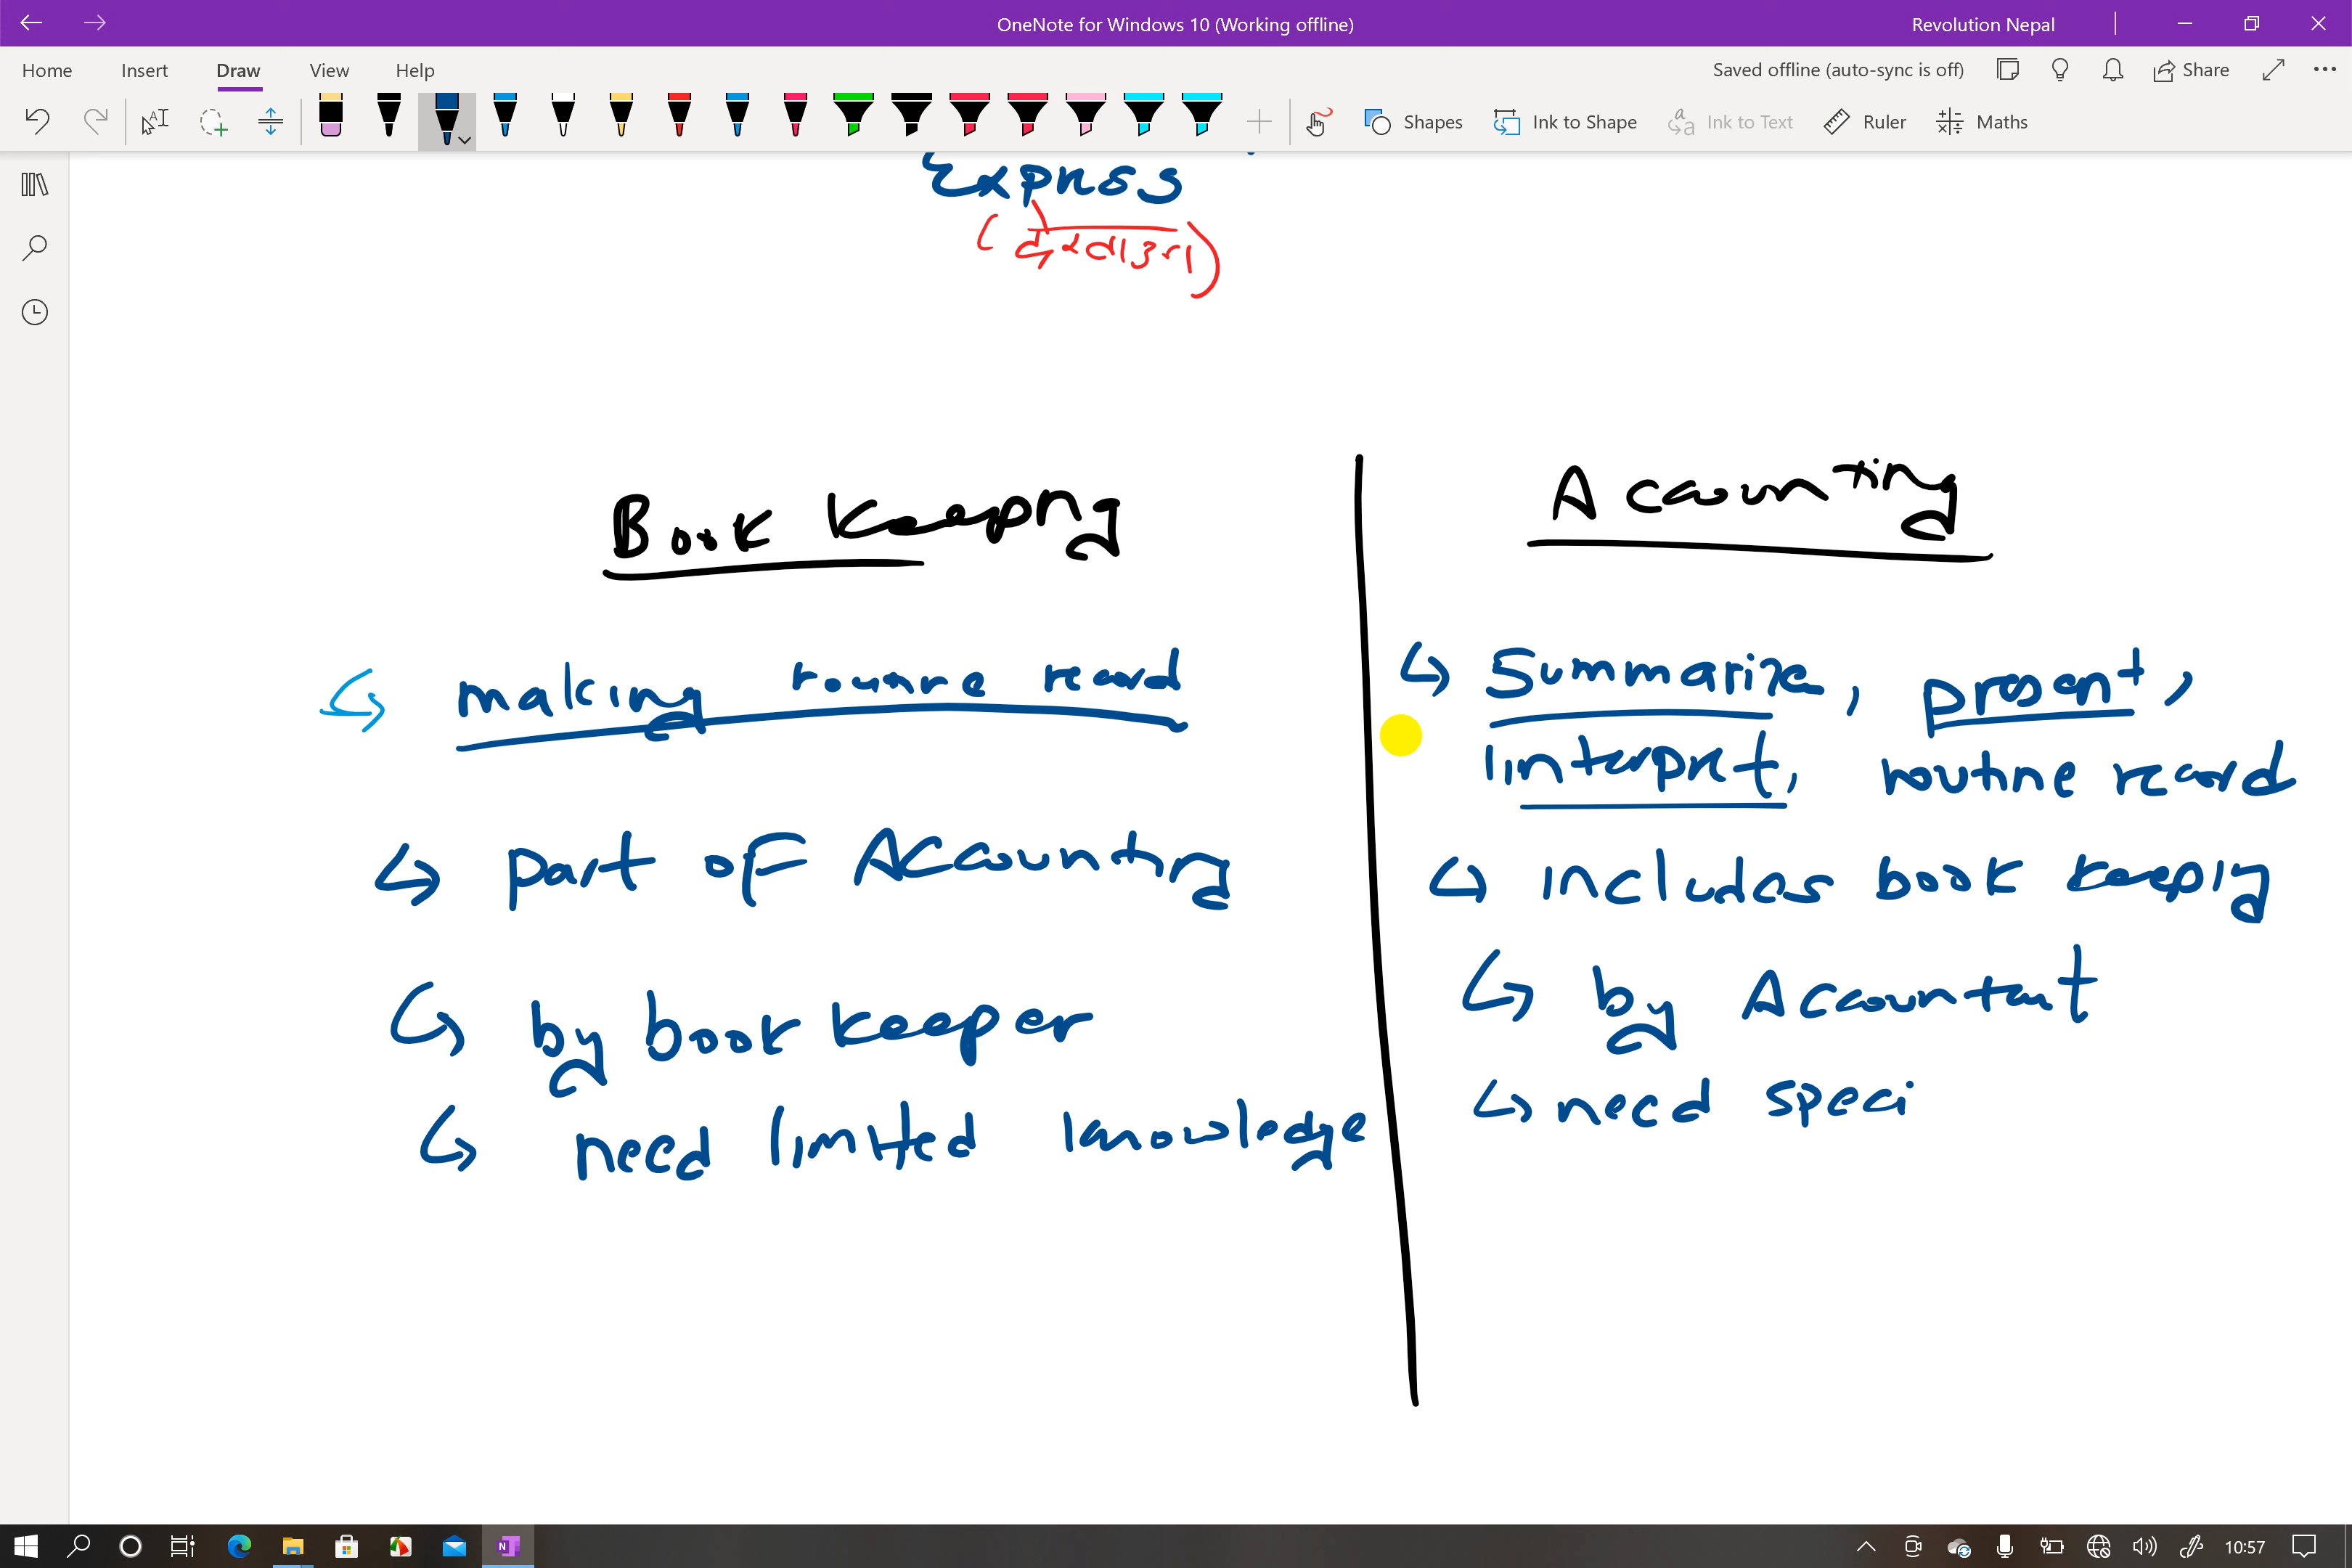 OneNote for Windows 10 (Working offline)
Revolution Nepal
Home Insert Draw View Help
Saved offline (auto-sync is off) Share
Shapes Ink to Shape Ink to Text Ruler Maths
Book Keeping
Accounting
making routine record
Summarize, present,
interpret, routine record
part of Accounting
includes book keeping
by book keeper
by Accountant
need limited knowledge
need speci
10:57